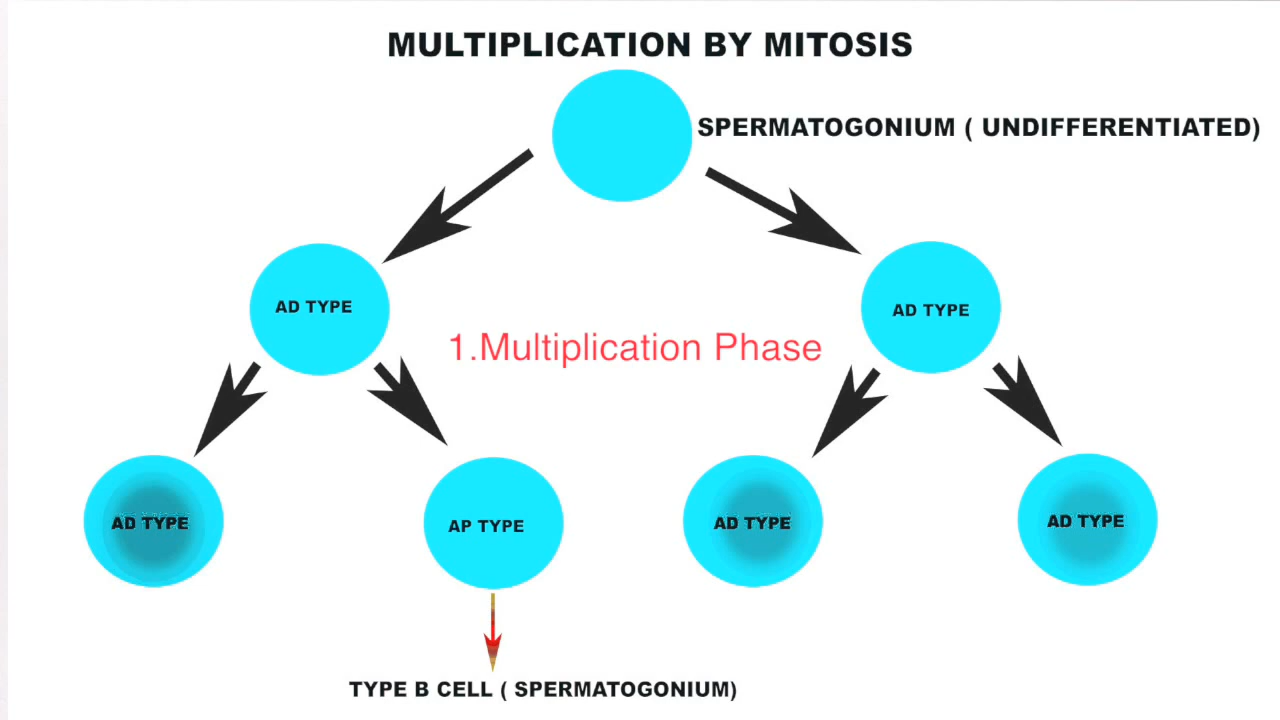 MULTIPLICATION BY MITOSIS
SPERMATOGONIUM ( UNDIFFERENTIATED)
AD TYPE
AD TYPE
1.Multiplication Phase
AD TYPE
AP TYPE
AD TYPE
AD TYPE
TYPE B CELL ( SPERMATOGONIUM)